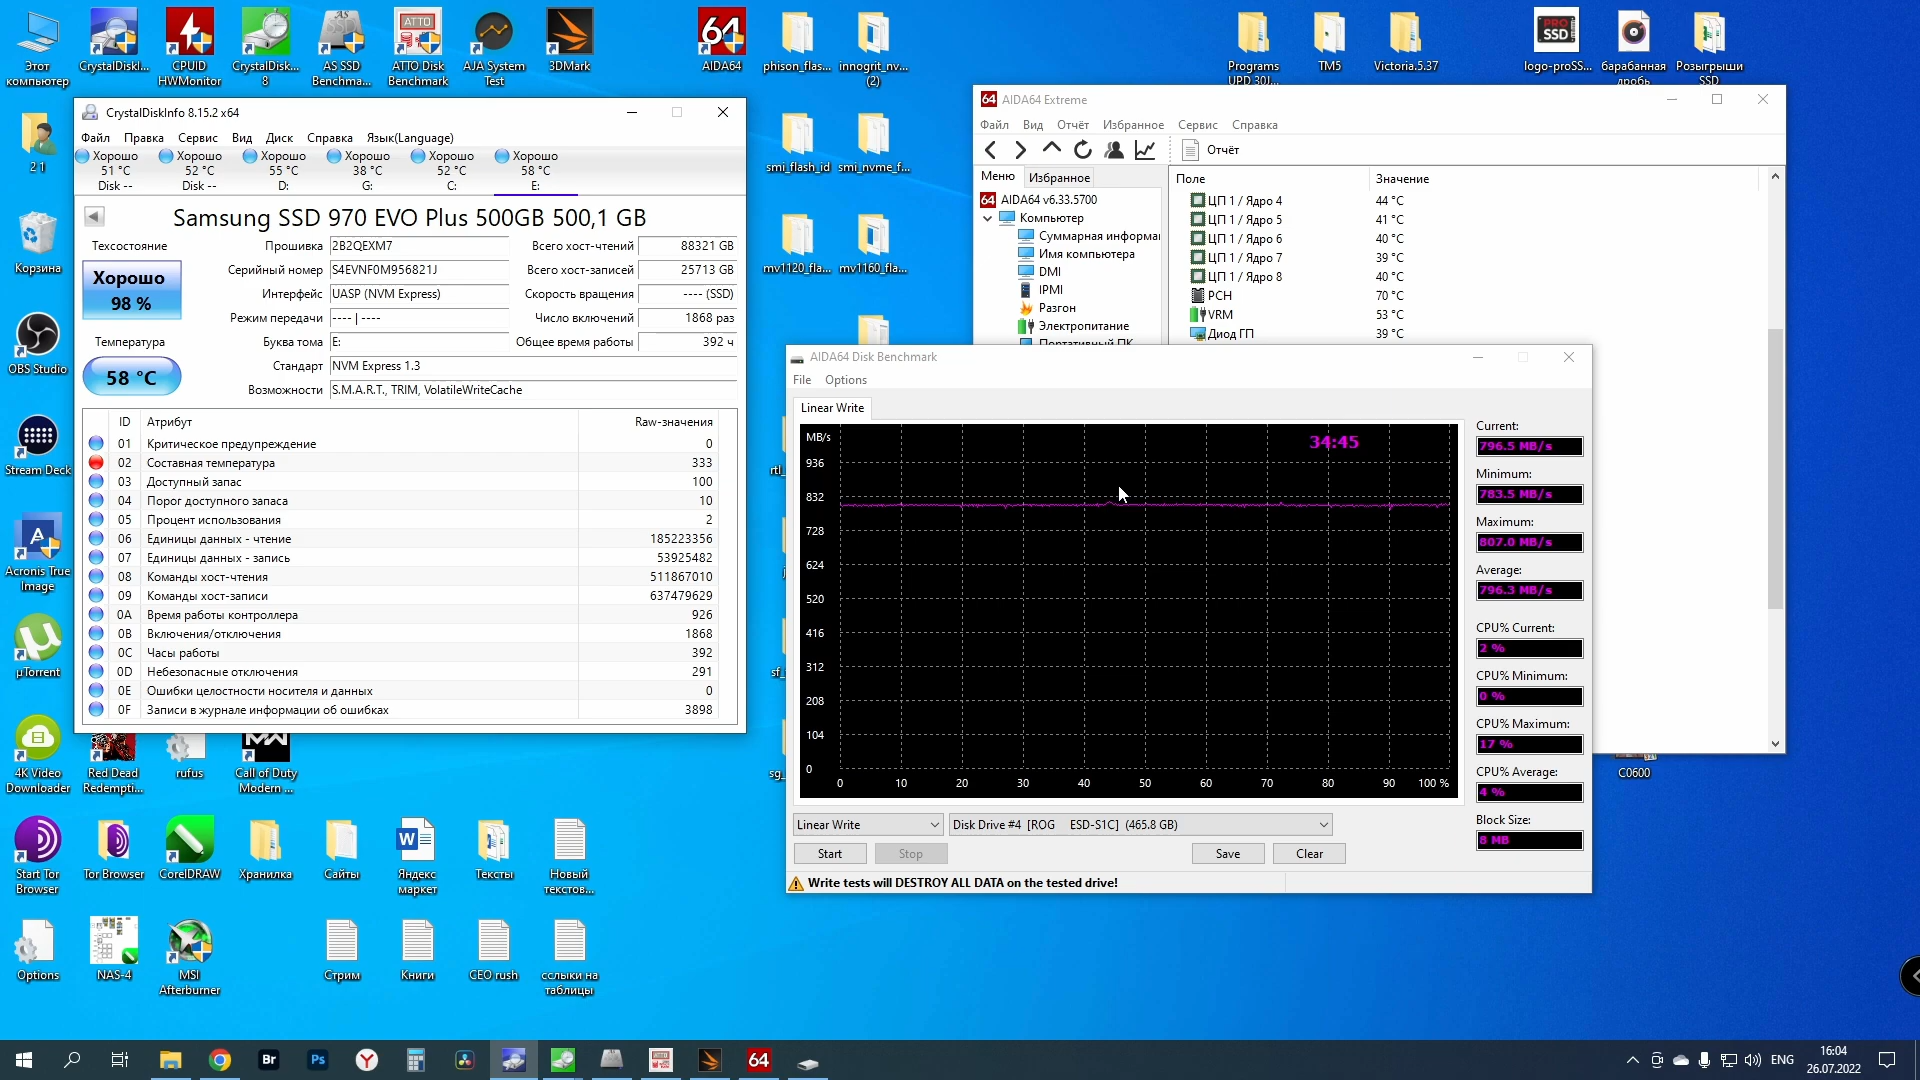 Этот
компьютер
CrystalDiskI...
CPUID
HWMonitor
CrystalDisk...
8
AS SSD
Benchma...
ATTO Disk
Benchmark
AJA System
Test
3DMark
AIDA64
phison_flas...
innogrit_nv...
(2)
Programs
UPD 30J...
TM5
Victoria.5.37
logo-proSS...
барабанная
дробь
Розыгрыши
SSD
2 1
smi_flash_id
smi_nvme_f...
Корзина
mv1120_fla...
mv1160_fla...
OBS Studio
Stream Deck
Acronis True
Image
µTorrent
4K Video
Downloader
Red Dead
Redempti...
rufus
Call of Duty
Modern ...
C0600
Start Tor
Browser
Tor Browser
CorelDRAW
Хранилка
Сайты
Яндекс
маркет
Тексты
Новый
текстов...
Options
NAS-4
MSI
Afterburner
Стрим
Книги
CEO rush
сслыки на
таблицы
CrystalDiskInfo 8.15.2 x64
Файл Правка Сервис Вид Диск Справка Язык(Language)
Хорошо Хорошо Хорошо Хорошо Хорошо Хорошо
51 °C 52 °C 55 °C 38 °C 52 °C 58 °C
Disk -- Disk -- D: G: C: E:
Samsung SSD 970 EVO Plus 500GB 500,1 GB
Техсостояние
Хорошо
98 %
Температура
58 °C
Прошивка 2B2QEXM7
Серийный номер S4EVNF0M956821J
Интерфейс UASP (NVM Express)
Режим передачи ---- | ----
Буква тома E:
Стандарт NVM Express 1.3
Возможности S.M.A.R.T., TRIM, VolatileWriteCache
Всего хост-чтений 88321 GB
Всего хост-записей 25713 GB
Скорость вращения ---- (SSD)
Число включений 1868 раз
Общее время работы 392 ч
ID Атрибут Raw-значения
01 Критическое предупреждение 0
02 Составная температура 333
03 Доступный запас 100
04 Порог доступного запаса 10
05 Процент использования 2
06 Единицы данных - чтение 185223356
07 Единицы данных - запись 53925482
08 Команды хост-чтения 511867010
09 Команды хост-записи 637479629
0A Время работы контроллера 926
0B Включения/отключения 1868
0C Часы работы 392
0D Небезопасные отключения 291
0E Ошибки целостности носителя и данных 0
0F Записи в журнале информации об ошибках 3898
64 AIDA64 Extreme
Файл Вид Отчёт Избранное Сервис Справка
Отчёт
Меню Избранное
64 AIDA64 v6.33.5700
Компьютер
Суммарная информа
Имя компьютера
DMI
IPMI
Разгон
Электропитание
Портативный ПК
Поле Значение
ЦП 1 / Ядро 4 44 °C
ЦП 1 / Ядро 5 41 °C
ЦП 1 / Ядро 6 40 °C
ЦП 1 / Ядро 7 39 °C
ЦП 1 / Ядро 8 40 °C
PCH 70 °C
VRM 53 °C
Диод ГП 39 °C
AIDA64 Disk Benchmark
File Options
Linear Write
MB/s
34:45
936
832
728
624
520
416
312
208
104
0
0 10 20 30 40 50 60 70 80 90 100 %
Current:
796.5 MB/s
Minimum:
783.5 MB/s
Maximum:
807.0 MB/s
Average:
796.3 MB/s
CPU% Current:
2 %
CPU% Minimum:
0 %
CPU% Maximum:
17 %
CPU% Average:
4 %
Block Size:
8 MB
Linear Write Disk Drive #4 [ROG ESD-S1C] (465.8 GB)
Start Stop Save Clear
Write tests will DESTROY ALL DATA on the tested drive!
Br Ps 64 ENG
16:04
26.07.2022